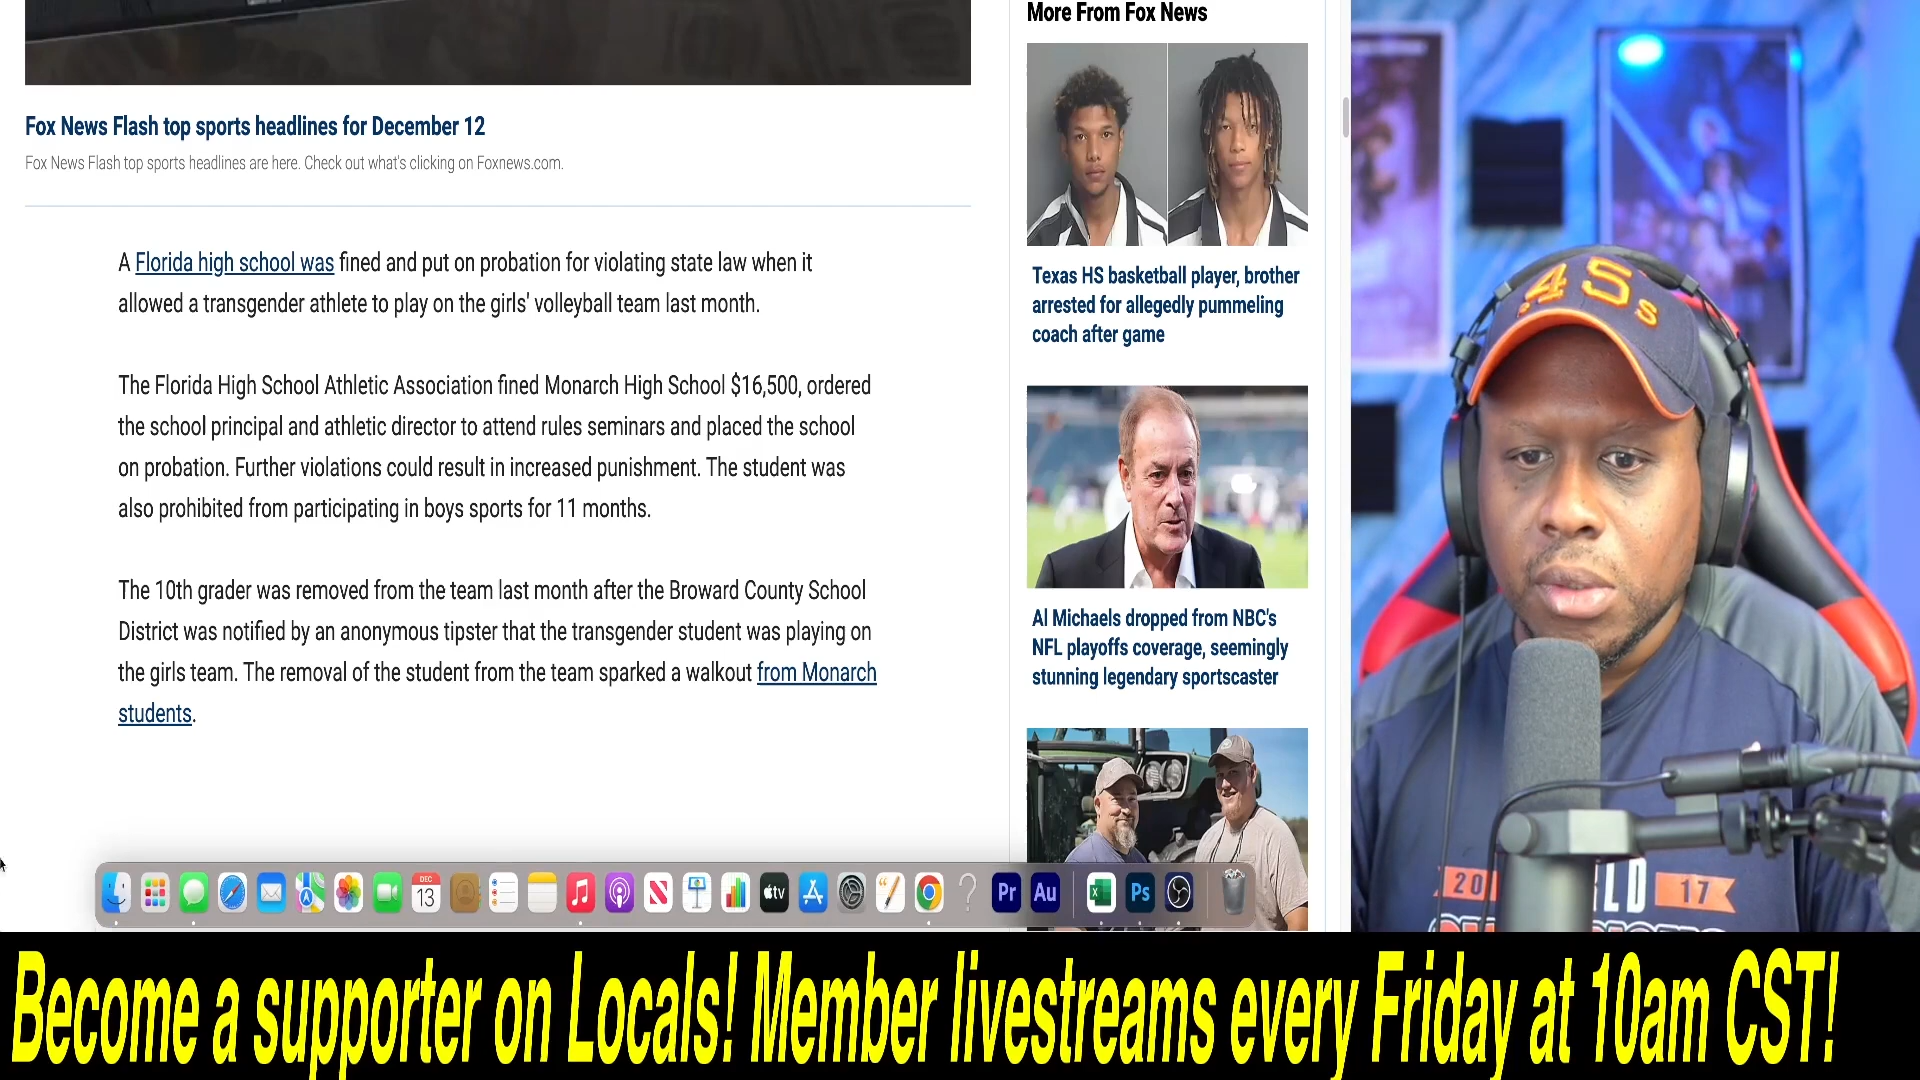 More From Fox News
Fox News Flash top sports headlines for December 12
Fox News Flash top sports headlines are here. Check out what's clicking on Foxnews.com.
A Florida high school was fined and put on probation for violating state law when it
allowed a transgender athlete to play on the girls' volleyball team last month.
The Florida High School Athletic Association fined Monarch High School $16,500, ordered
the school principal and athletic director to attend rules seminars and placed the school
on probation. Further violations could result in increased punishment. The student was
also prohibited from participating in boys sports for 11 months.
The 10th grader was removed from the team last month after the Broward County School
District was notified by an anonymous tipster that the transgender student was playing on
the girls team. The removal of the student from the team sparked a walkout from Monarch
students.
Texas HS basketball player, brother
arrested for allegedly pummeling
coach after game
Al Michaels dropped from NBC's
NFL playoffs coverage, seemingly
stunning legendary sportscaster
.45s
DEC
13
tv
Pr
Au
Ps
20
17
Become a supporter on Locals! Member livestreams every Friday at 10am CST!